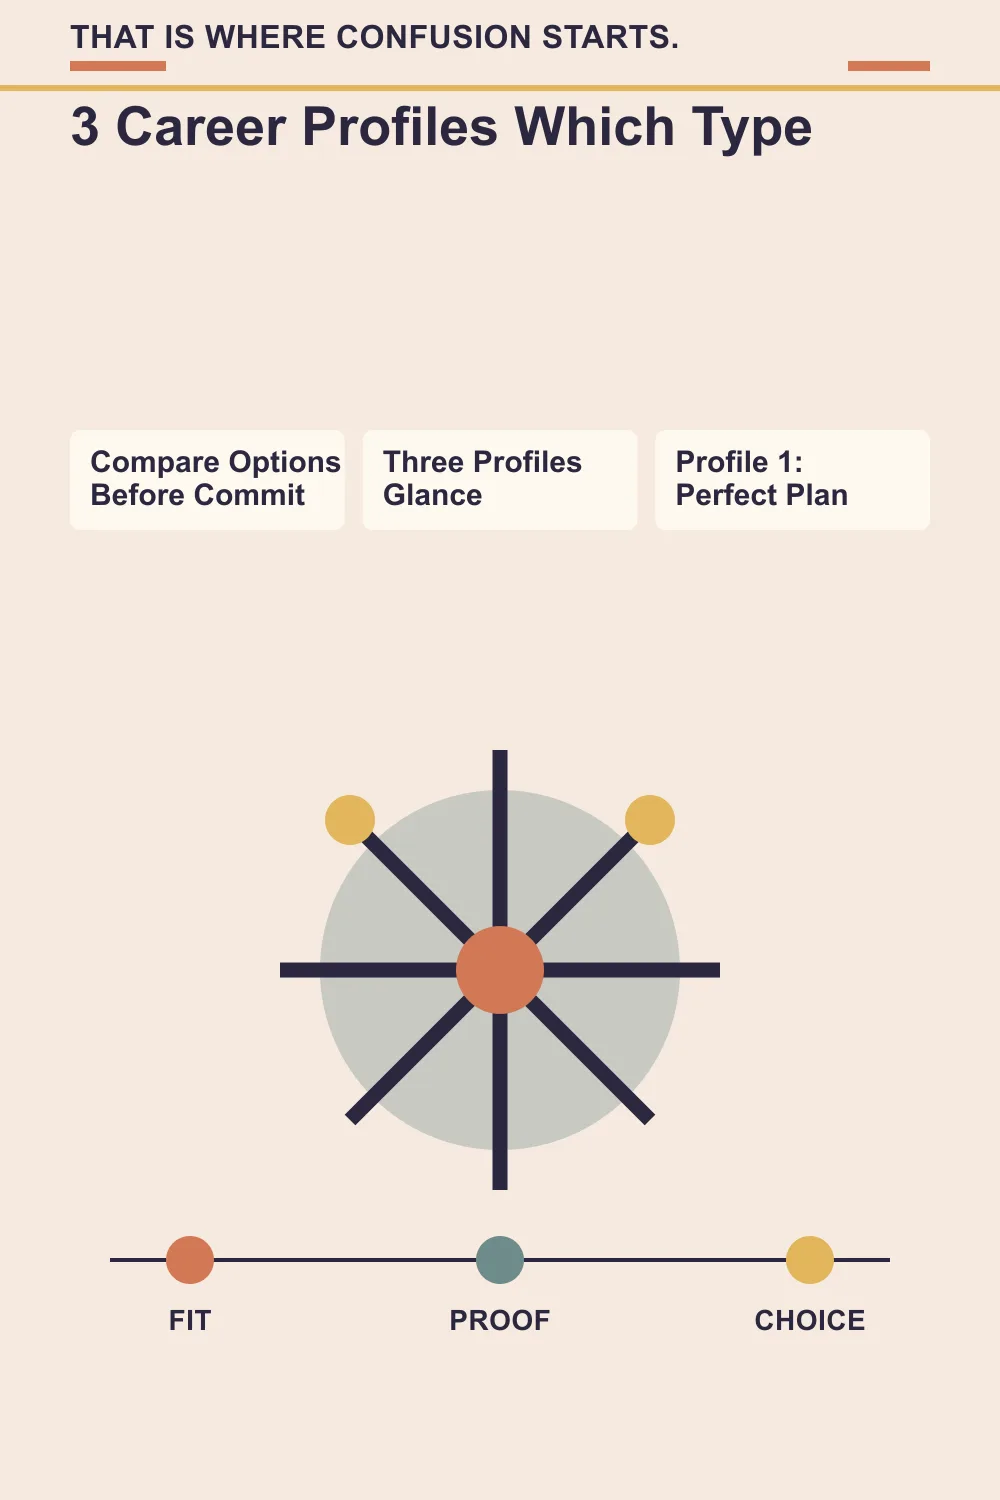 THAT IS WHERE CONFUSION STARTS.
3 Career Profiles Which Type
Compare Options
Before Commit
Three Profiles
Glance
Profile 1:
Perfect Plan
FIT
PROOF
CHOICE